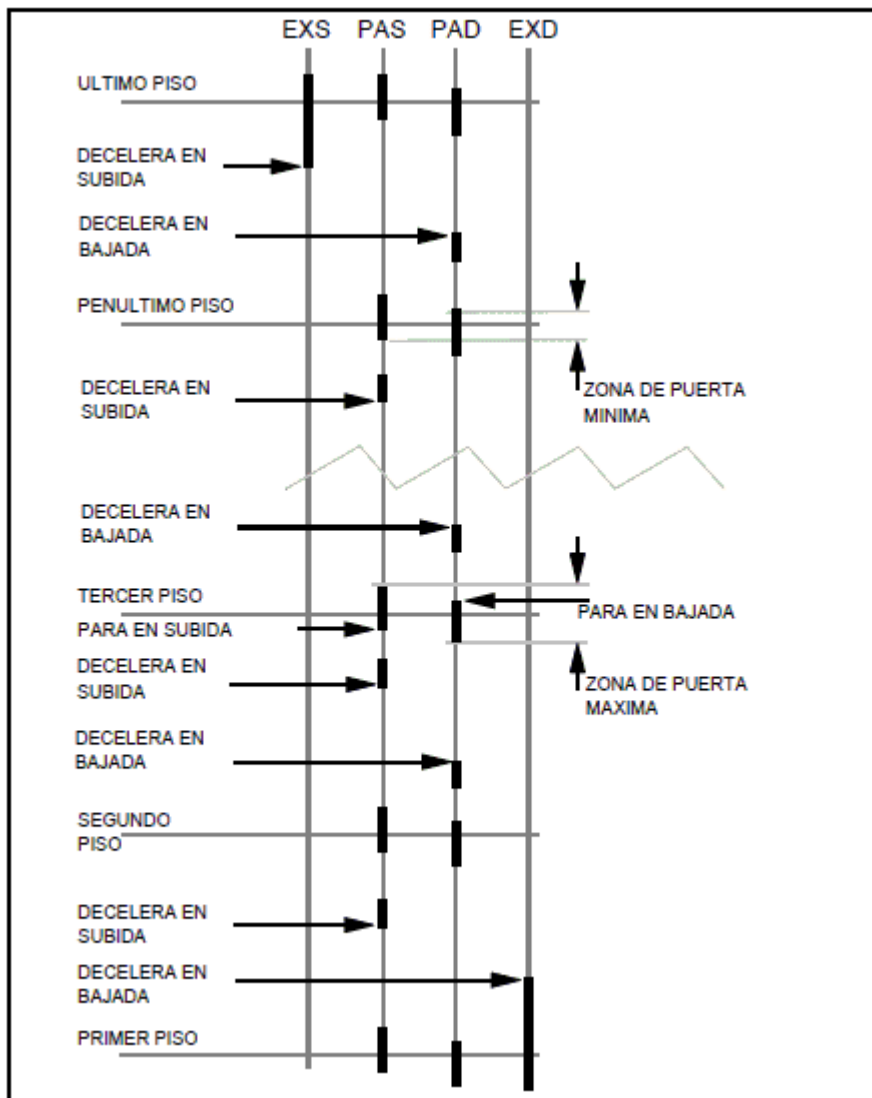 EXS PAS PAD EXD
ULTIMO PISO
DECELERA EN
SUBIDA
DECELERA EN
BAJADA
PENULTIMO PISO
DECELERA EN
SUBIDA
ZONA DE PUERTA
MINIMA
DECELERA EN
BAJADA
TERCER PISO
PARA EN BAJADA
PARA EN SUBIDA
DECELERA EN
SUBIDA
ZONA DE PUERTA
MAXIMA
DECELERA EN
BAJADA
SEGUNDO
PISO
DECELERA EN
SUBIDA
DECELERA EN
BAJADA
PRIMER PISO